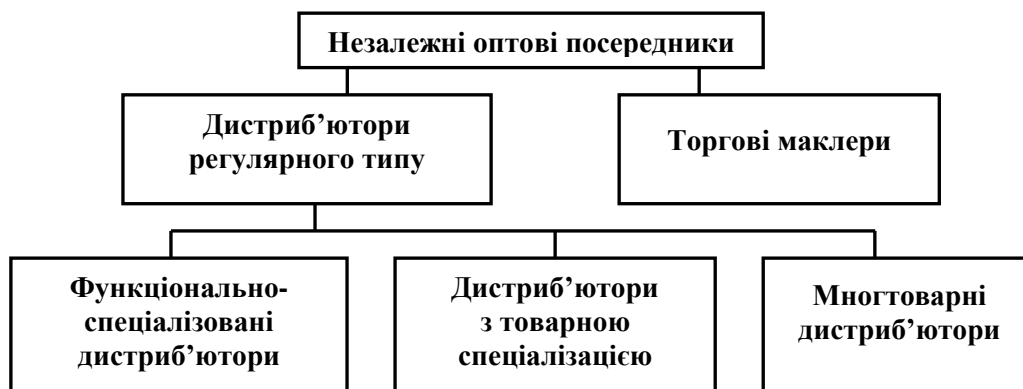 Незалежні оптові посередники
Дистриб’ютори
регулярного типу
Торгові маклери
Функціонально-
спеціалізовані
дистриб’ютори
Дистриб’ютори
з товарною
спеціалізацією
Многтоварні
дистриб’ютори